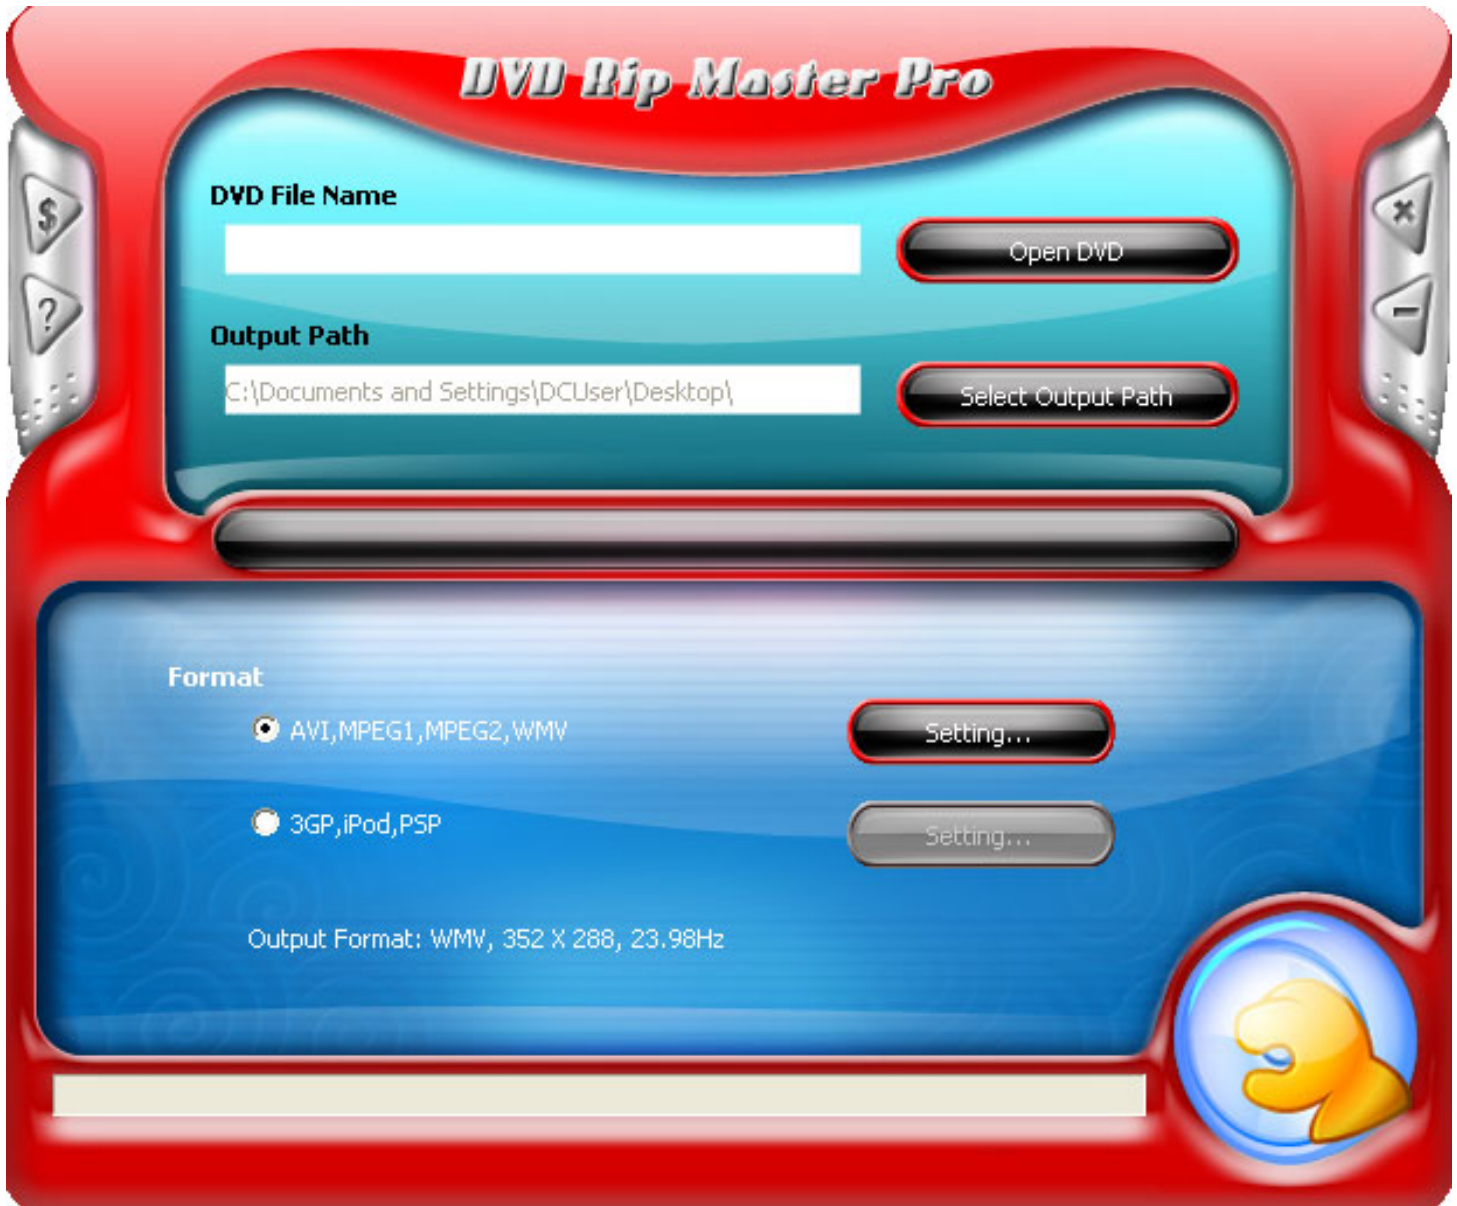 DVD Rip Master Pro
$
?
DVD File Name
Open DVD
Output Path
C:\Documents and Settings\DCUser\Desktop\
Select Output Path
Format
AVI,MPEG1,MPEG2,WMV
Setting...
3GP,iPod,PSP
Setting...
Output Format: WMV, 352 X 288, 23.98Hz